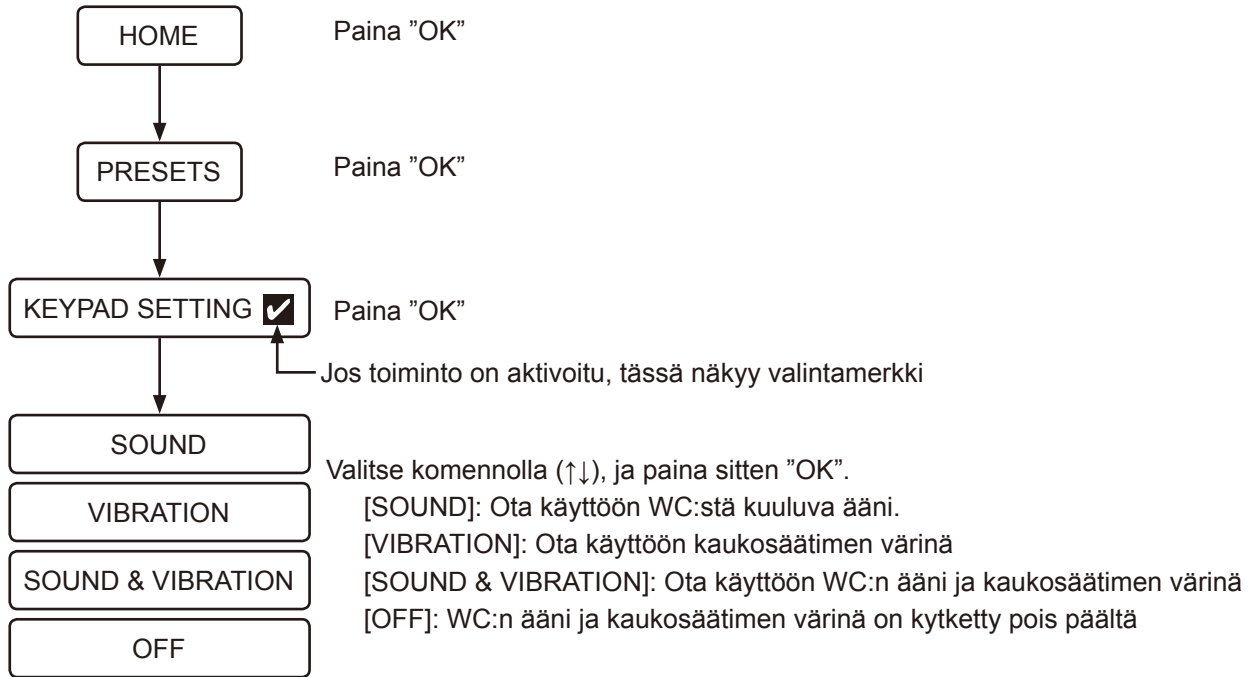 HOME
Paina ”OK”
PRESETS
Paina ”OK”
KEYPAD SETTING ✔
Paina ”OK”
Jos toiminto on aktivoitu, tässä näkyy valintamerkki
SOUND
VIBRATION
SOUND & VIBRATION
OFF
Valitse komennolla (↑↓), ja paina sitten ”OK”.
[SOUND]: Ota käyttöön WC:stä kuuluva ääni.
[VIBRATION]: Ota käyttöön kaukosäätimen värinä
[SOUND & VIBRATION]: Ota käyttöön WC:n ääni ja kaukosäätimen värinä
[OFF]: WC:n ääni ja kaukosäätimen värinä on kytketty pois päältä